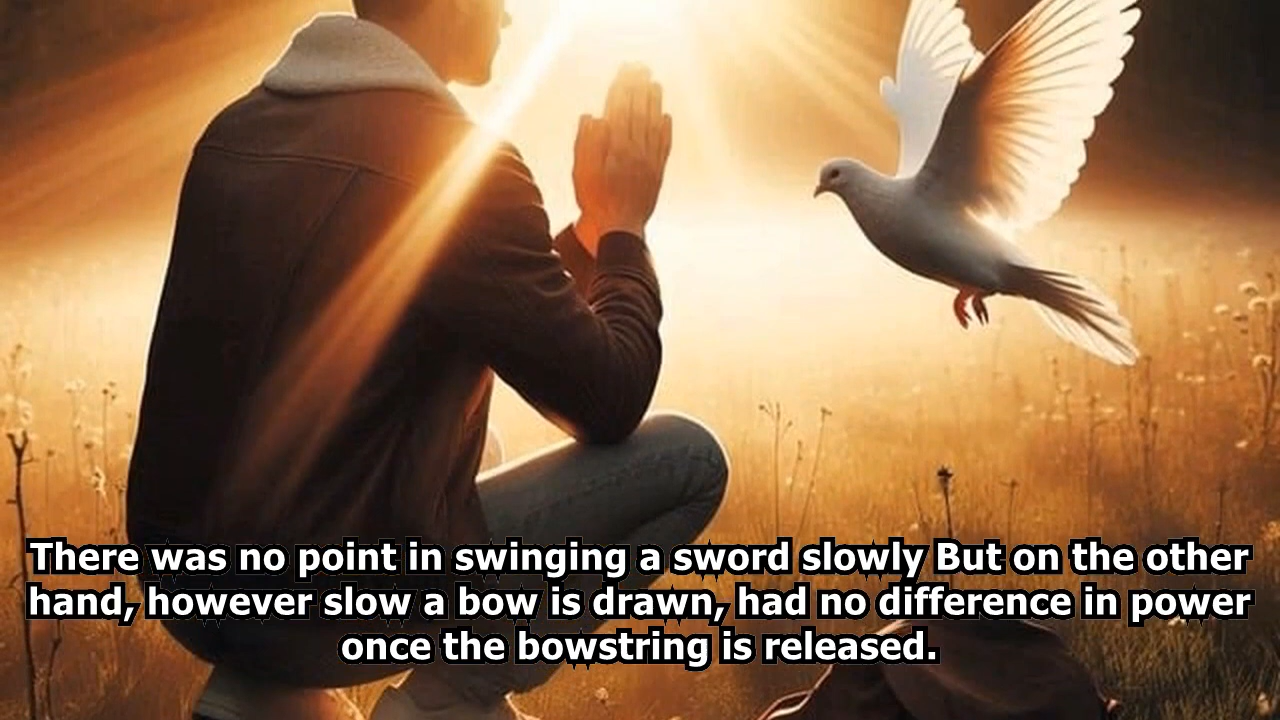 There was no point in swinging a sword slowly But on the other
hand, however slow a bow is drawn, had no difference in power
once the bowstring is released.